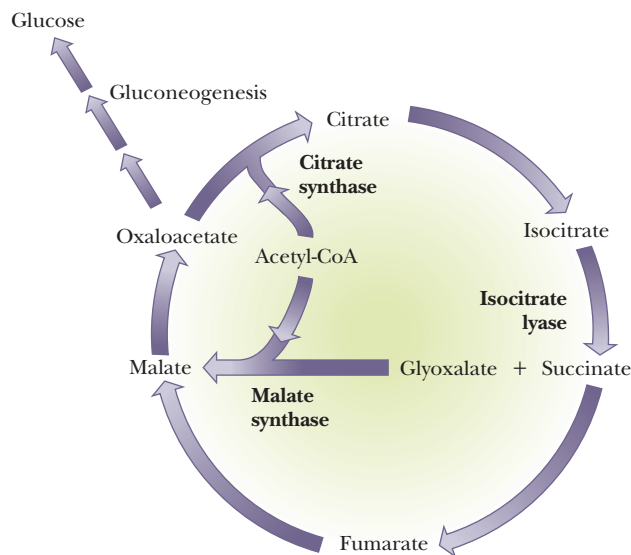 Glucose
Gluconeogenesis
Citrate
Citrate
synthase
Isocitrate
Oxaloacetate
Acetyl-CoA
Isocitrate
lyase
Malate
Glyoxalate + Succinate
Malate
synthase
Fumarate